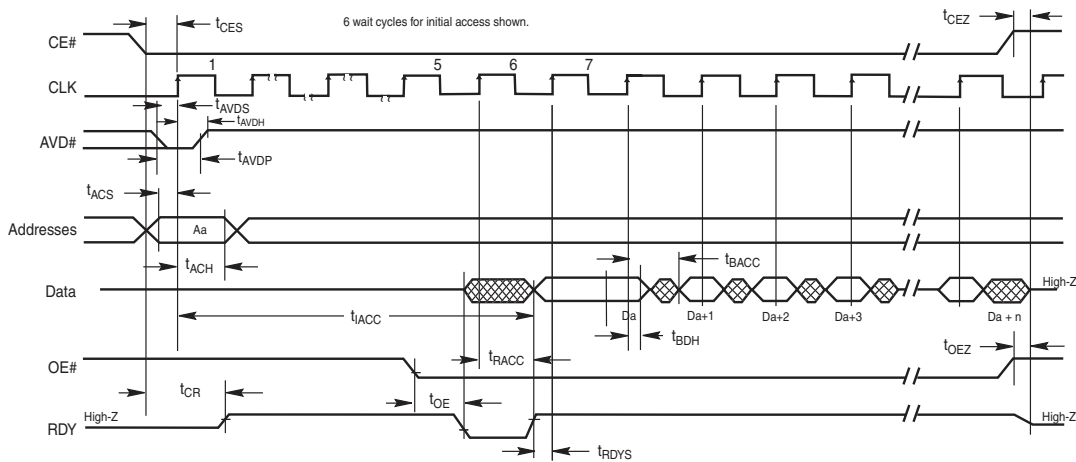 6 wait cycles for initial access shown.
tCES
tCEZ
CE#
1
5
6
7
CLK
tAVDS
tAVDH
AVD#
tAVDP
tACS
Addresses
Aa
tACH
tBACC
Data
High-Z
Da
Da+1
Da+2
Da+3
Da + n
tIACC
tBDH
tRACC
tOEZ
OE#
tCR
tOE
High-Z
High-Z
RDY
tRDYS